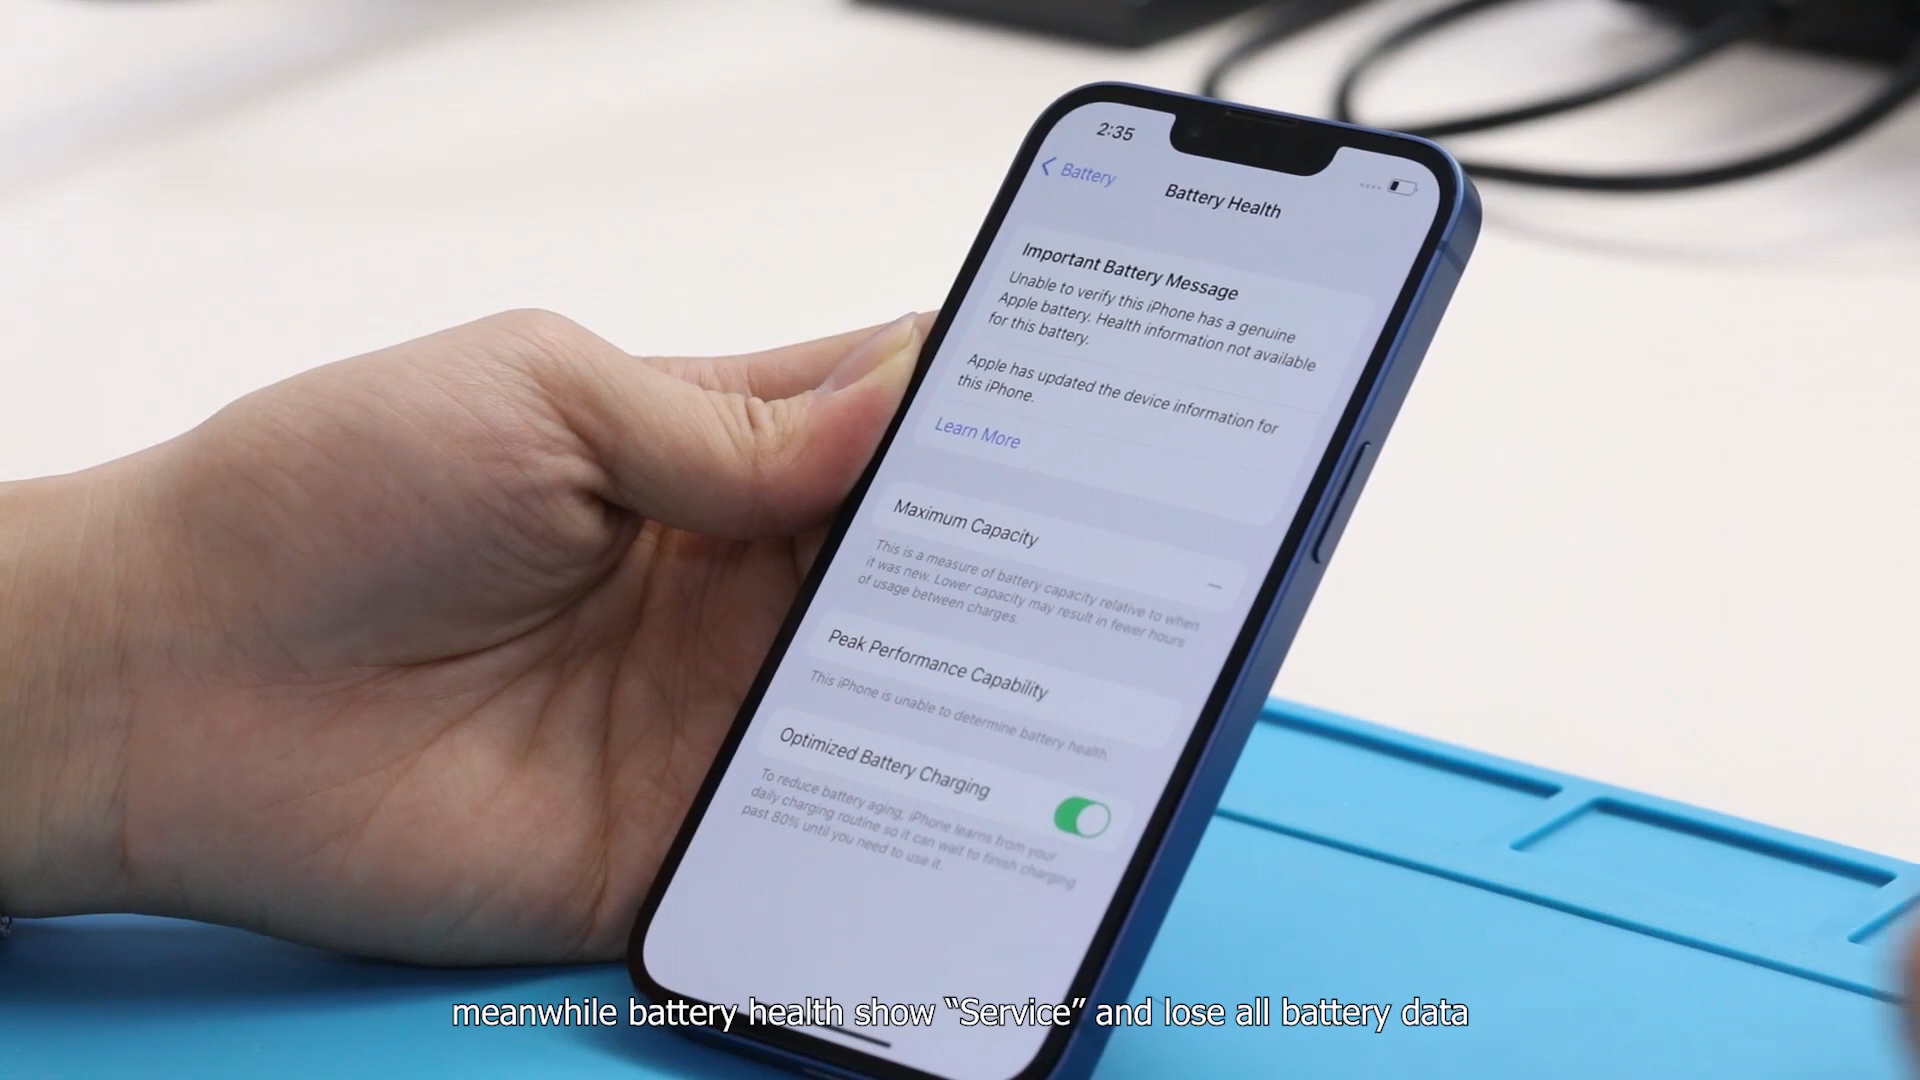 2:35
Battery
Battery Health
Important Battery Message
Unable to verify this iPhone has a genuine
Apple battery. Health information not available
for this battery.
Apple has updated the device information for
this iPhone.
Learn More
Maximum Capacity
—
This is a measure of battery capacity relative to when
it was new. Lower capacity may result in fewer hours
of usage between charges.
Peak Performance Capability
This iPhone is unable to determine battery health.
Optimized Battery Charging
To reduce battery aging, iPhone learns from your
daily charging routine so it can wait to finish charging
past 80% until you need to use it.
meanwhile battery health show “Service” and lose all battery data